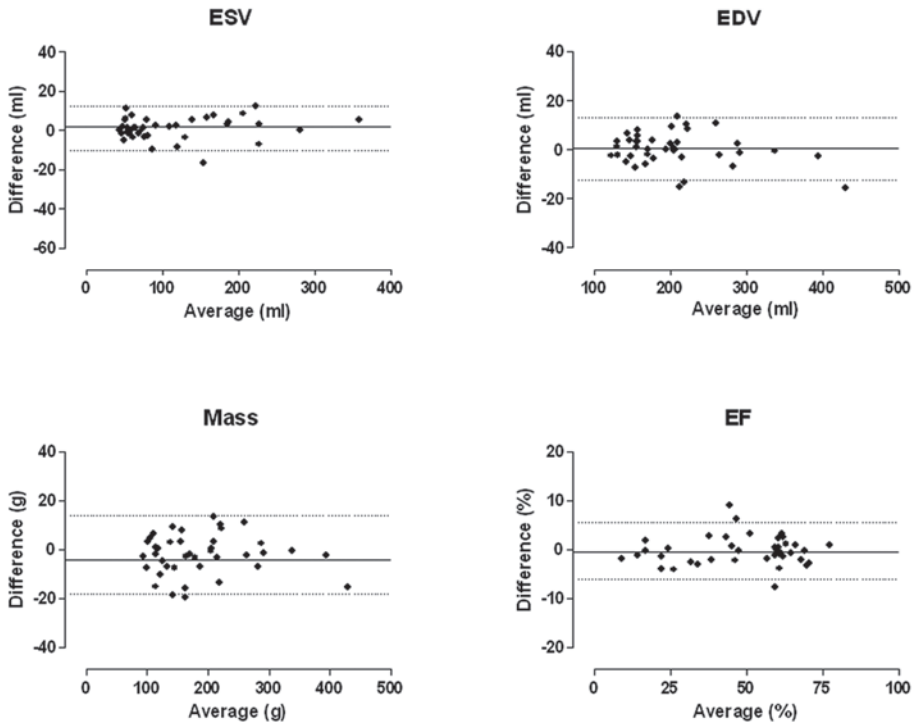 ESV
40
20
0
-20
-40
-60
Difference (ml)
0 100 200 300 400
Average (ml)
EDV
40
20
0
-20
-40
Difference (ml)
100 200 300 400 500
Average (ml)
Mass
40
20
0
-20
-40
Difference (g)
0 100 200 300 400 500
Average (g)
EF
20
10
0
-10
-20
Difference (%)
0 25 50 75 100
Average (%)